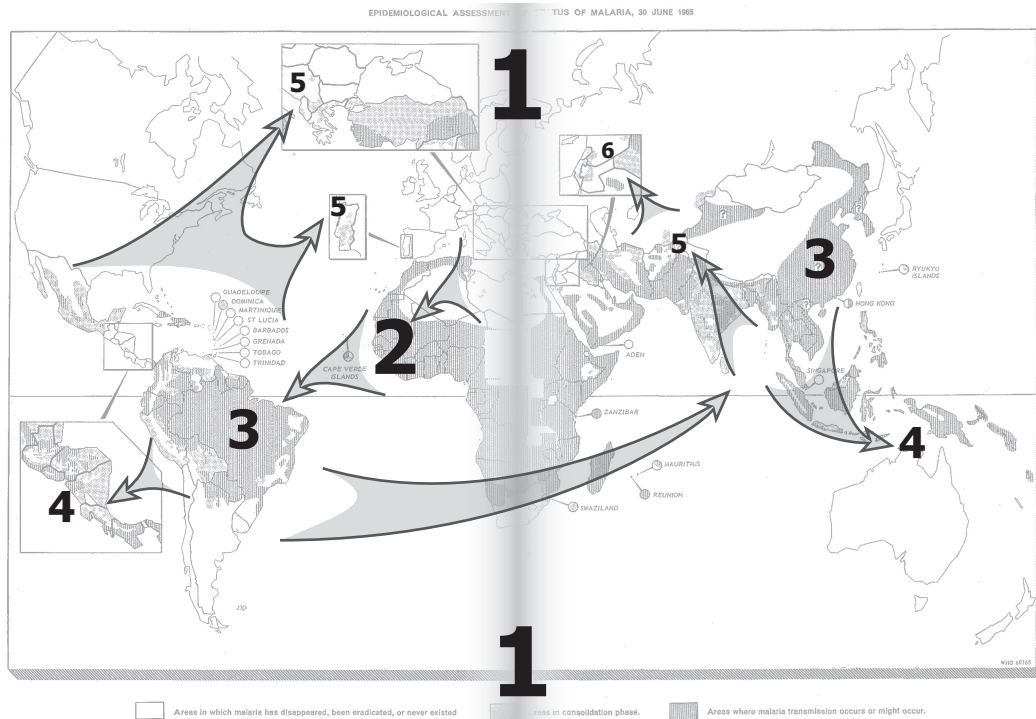 EPIDEMIOLOGICAL ASSESSMENT TUS OF MALARIA, 30 JUNE 1965
1
5
6
5
5
3
RYUKYU
ISLANDS
GUADELOUPE
DOMINICA
MARTINIQUE
ST LUCIA
BARBADOS
GRENADA
TOBAGO
TRINIDAD
HONG KONG
2
ADEN
CAPE VERDE
ISLANDS
SINGAPORE
3
ZANZIBAR
4
4
MAURITIUS
REUNION
SWAZILAND
1
WHO
Areas in which malaria has disappeared, been eradicated, or never existed
Areas in consolidation phase.
Areas where malaria transmission occurs or might occur.